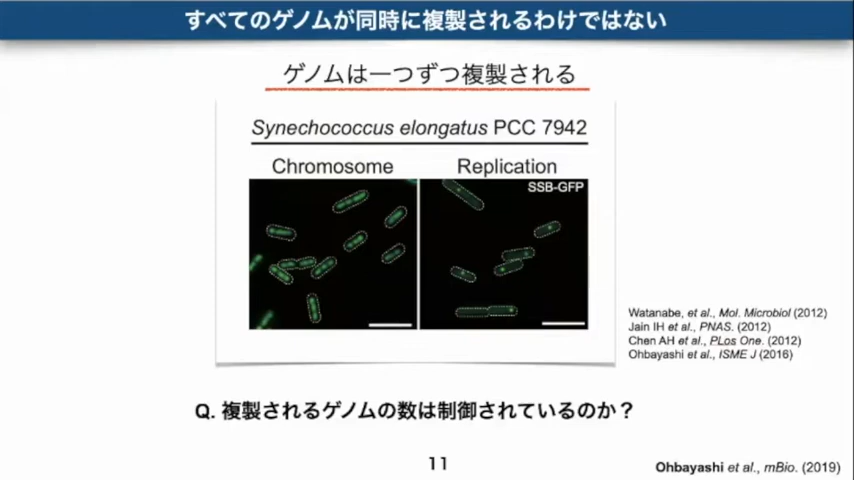 すべてのゲノムが同時に複製されるわけではない
ゲノムは一つずつ複製される
Synechococcus elongatus PCC 7942
Chromosome
Replication
SSB-GFP
Watanabe, et al., Mol. Microbiol (2012)
Jain IH et al., PNAS. (2012)
Chen AH et al., PLos One. (2012)
Ohbayashi et al., ISME J (2016)
Q. 複製されるゲノムの数は制御されているのか？
11
Ohbayashi et al., mBio. (2019)